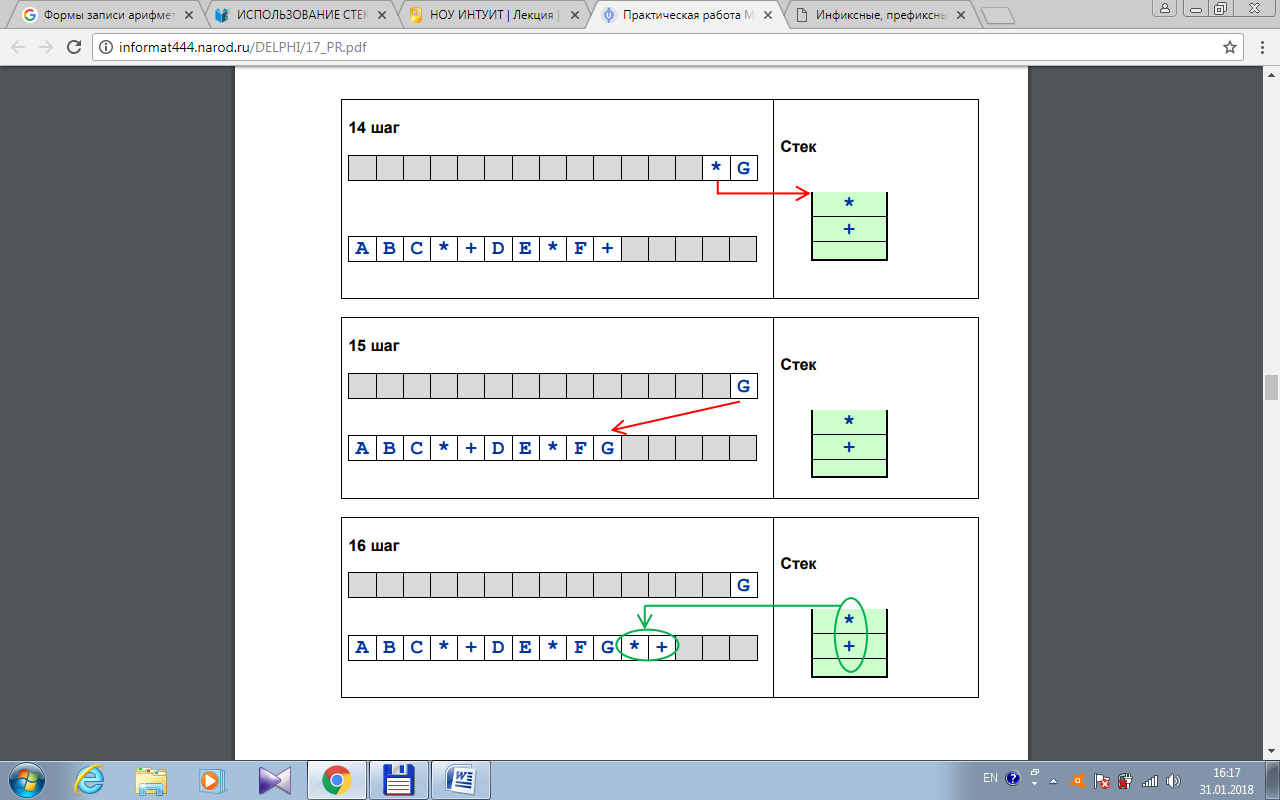 Формы записи арифмет
ИСПОЛЬЗОВАНИЕ СТЕК
НОУ ИНТУИТ | Лекция |
Практическая работа М
Инфиксные, префиксны
informat444.narod.ru/DELPHI/17_PR.pdf
14 шаг
Стек
* G
*
+
A B C * + D E * F +
15 шаг
Стек
G
*
+
A B C * + D E * F G
16 шаг
Стек
G
*
+
A B C * + D E * F G * +
EN
16:17
31.01.2018